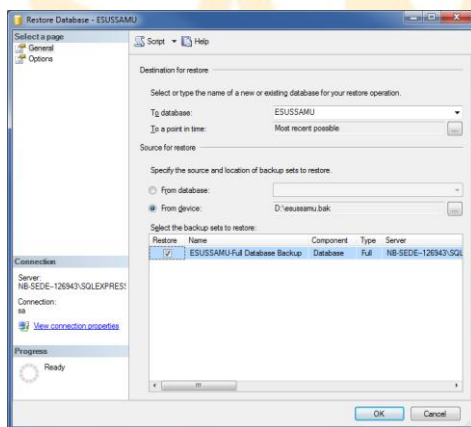 Restore Database - ESUSSAMU
Select a page
General
Options
Script
Help
Destination for restore
Select or type the name of a new or existing database for your restore operation.
To database:
ESUSSAMU
To a point in time:
Most recent possible
...
Source for restore
Specify the source and location of backup sets to restore.
From database:
From device:
D:\esussamu.bak
...
Select the backup sets to restore:
Restore Name Component Type Server
ESUSSAMU-Full Database Backup Database Full NB-SEDE--126943\SQL
Connection
Server:
NB-SEDE--126943\SQLEXPRES
Connection:
sa
View connection properties
Progress
Ready
OK
Cancel